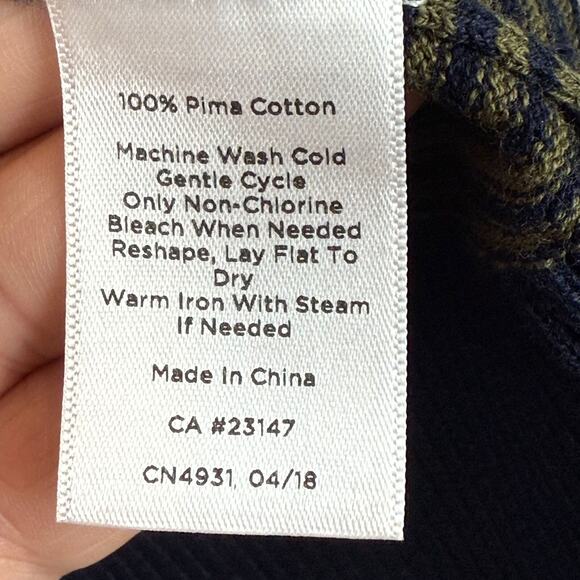 100% Pima Cotton
Machine Wash Cold
Gentle Cycle
Only Non-Chlorine
Bleach When Needed
Reshape, Lay Flat To
Dry
Warm Iron With Steam
If Needed
Made In China
CA #23147
CN4931, 04/18